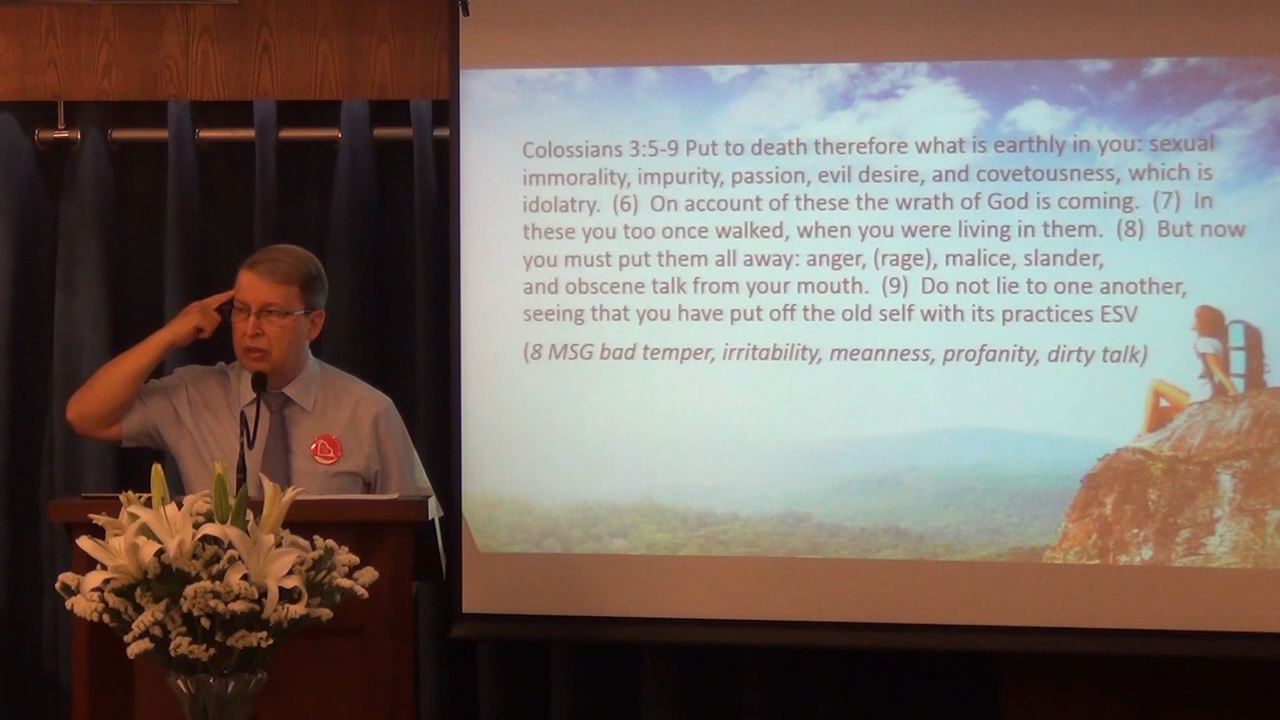 Colossians 3:5-9 Put to death therefore what is earthly in you: sexual
immorality, impurity, passion, evil desire, and covetousness, which is
idolatry.  (6)  On account of these the wrath of God is coming.  (7)  In
these you too once walked, when you were living in them.  (8)  But now
you must put them all away: anger, (rage), malice, slander,
and obscene talk from your mouth.  (9)  Do not lie to one another,
seeing that you have put off the old self with its practices ESV
(8 MSG bad temper, irritability, meanness, profanity, dirty talk)